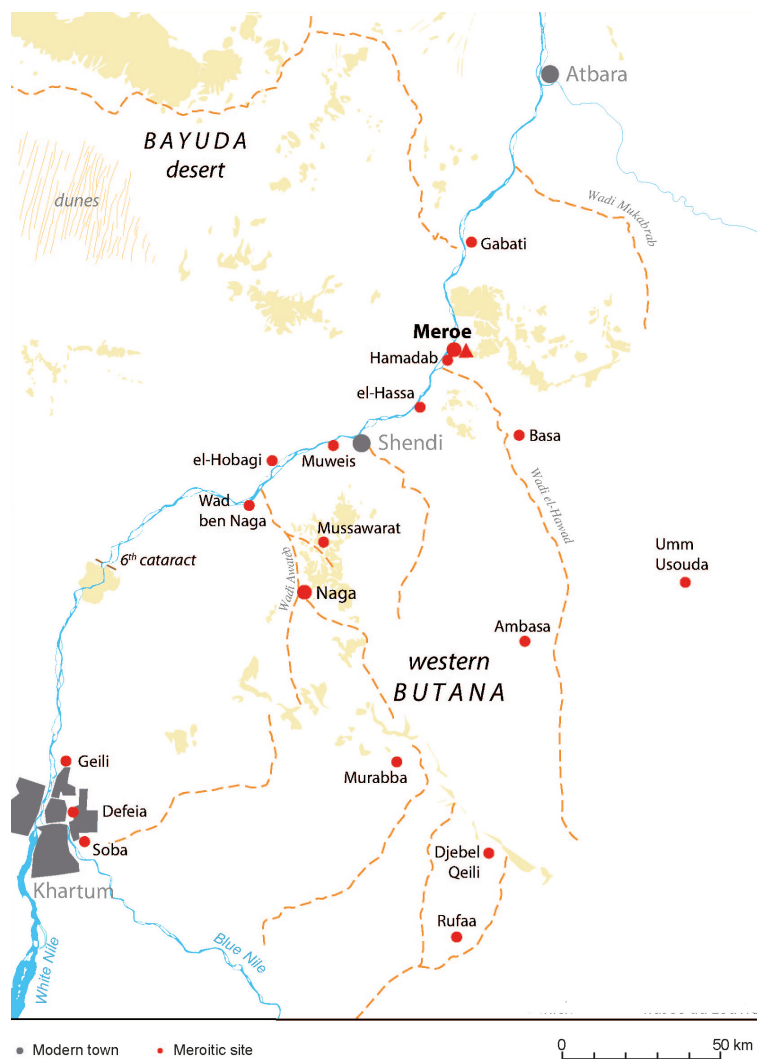 Atbara
BAYUDA
desert
dunes
Wadi Mukabrab
Gabati
Meroe
Hamadab
el-Hassa
Shendi
Basa
el-Hobagi
Muweis
Wadi el-Hawad
Wad
ben Naga
Mussawarat
6th cataract
Wadi Awateb
Umm
Usouda
Naga
Ambasa
western
BUTANA
Geili
Murabba
Defeia
Soba
Djebel
Qeili
Khartum
Rufaa
Blue Nile
White Nile
Modern town
Meroitic site
0
50 km